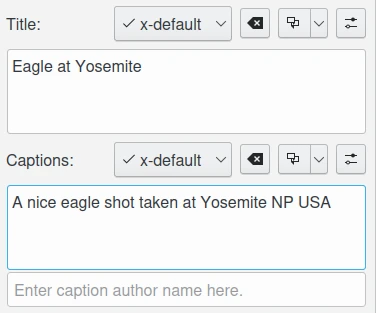 Title: x-default
Eagle at Yosemite
Captions: x-default
A nice eagle shot taken at Yosemite NP USA
Enter caption author name here.